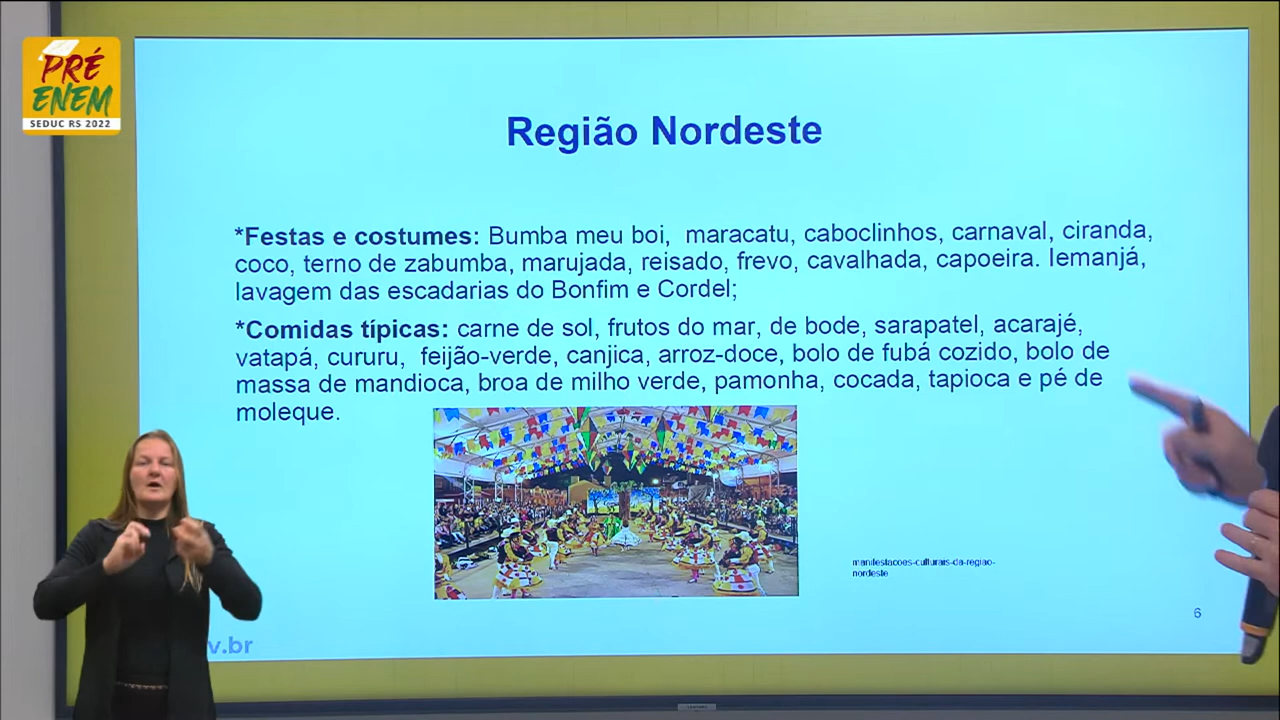 PRÉ
ENEM
SEDUC RS 2022
Região Nordeste
*Festas e costumes: Bumba meu boi, maracatu, caboclinhos, carnaval, ciranda,
coco, terno de zabumba, marujada, reisado, frevo, cavalhada, capoeira. Iemanjá,
lavagem das escadarias do Bonfim e Cordel;
*Comidas típicas: carne de sol, frutos do mar, de bode, sarapatel, acarajé,
vatapá, cururu, feijão-verde, canjica, arroz-doce, bolo de fubá cozido, bolo de
massa de mandioca, broa de milho verde, pamonha, cocada, tapioca e pé de
moleque.
manifestacoes-culturais-da-regiao-
nordeste
6
v.br